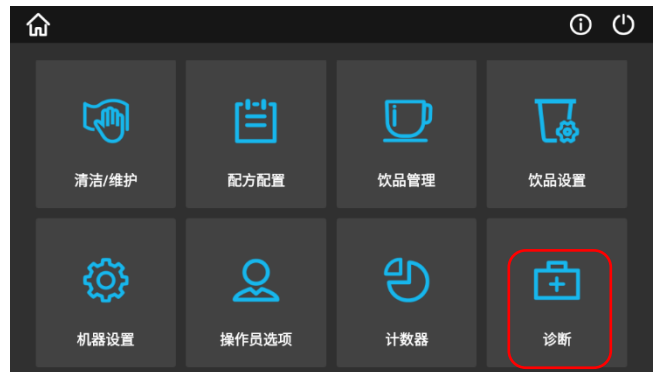 清洁/维护
配方配置
饮品管理
饮品设置
机器设置
操作员选项
计数器
诊断